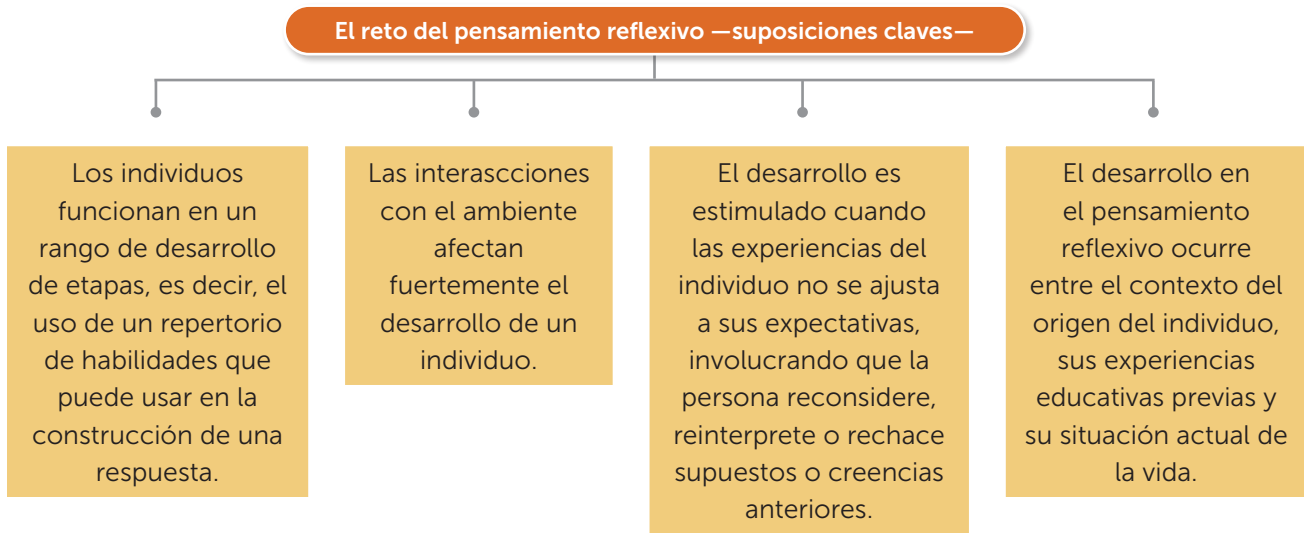 El reto del pensamiento reflexivo —suposiciones claves—
Los individuos
funcionan en un
rango de desarrollo
de etapas, es decir, el
uso de un repertorio
de habilidades que
puede usar en la
construcción de una
respuesta.
Las interascciones
con el ambiente
afectan
fuertemente el
desarrollo de un
individuo.
El desarrollo es
estimulado cuando
las experiencias del
individuo no se ajusta
a sus expectativas,
involucrando que la
persona reconsidere,
reinterprete o rechace
supuestos o creencias
anteriores.
El desarrollo en
el pensamiento
reflexivo ocurre
entre el contexto del
origen del individuo,
sus experiencias
educativas previas y
su situación actual de
la vida.